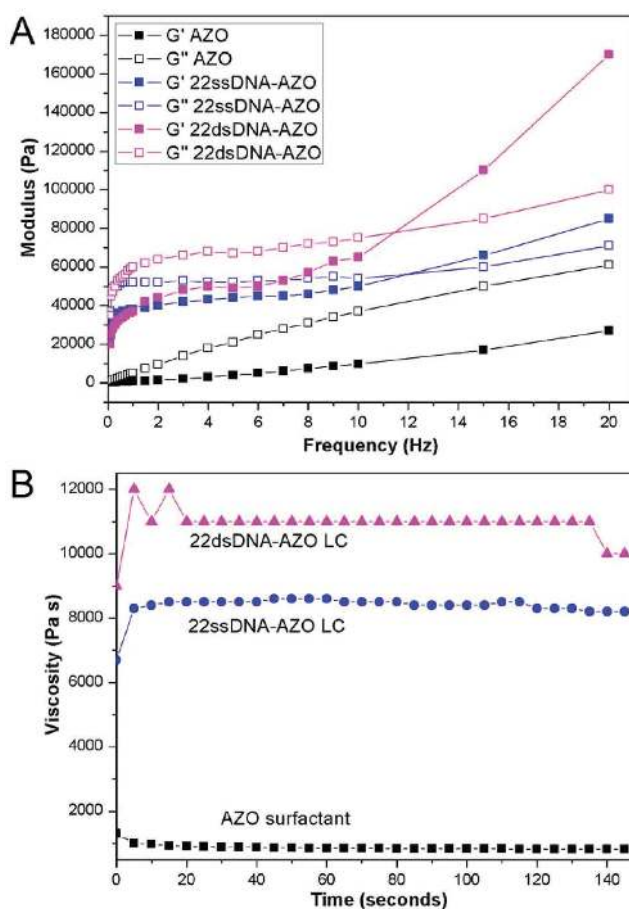 A
G' AZO
G" AZO
G' 22ssDNA-AZO
G" 22ssDNA-AZO
G' 22dsDNA-AZO
G" 22dsDNA-AZO
Modulus (Pa)
180000
160000
140000
120000
100000
80000
60000
40000
20000
0
0 2 4 6 8 10 12 14 16 18 20
Frequency (Hz)
B
Viscosity (Pa s)
12000
10000
8000
6000
4000
2000
22dsDNA-AZO LC
22ssDNA-AZO LC
AZO surfactant
0 20 40 60 80 100 120 140
Time (seconds)